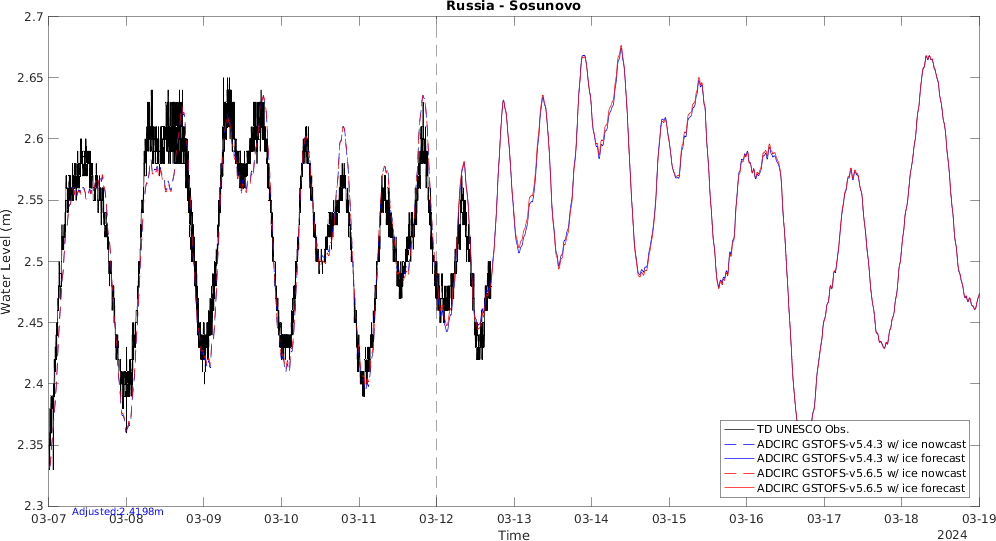 Russia - Sosunovo
2.7
2.65
2.6
2.55
2.5
2.45
2.4
2.35
2.3
Water Level (m)
TD UNESCO Obs.
ADCIRC GSTOFS-v5.4.3 w/ ice nowcast
ADCIRC GSTOFS-v5.4.3 w/ ice forecast
ADCIRC GSTOFS-v5.6.5 w/ ice nowcast
ADCIRC GSTOFS-v5.6.5 w/ ice forecast
Adjusted:2.4198m
03-07 03-08 03-09 03-10 03-11 03-12 03-13 03-14 03-15 03-16 03-17 03-18 03-19
Time
2024